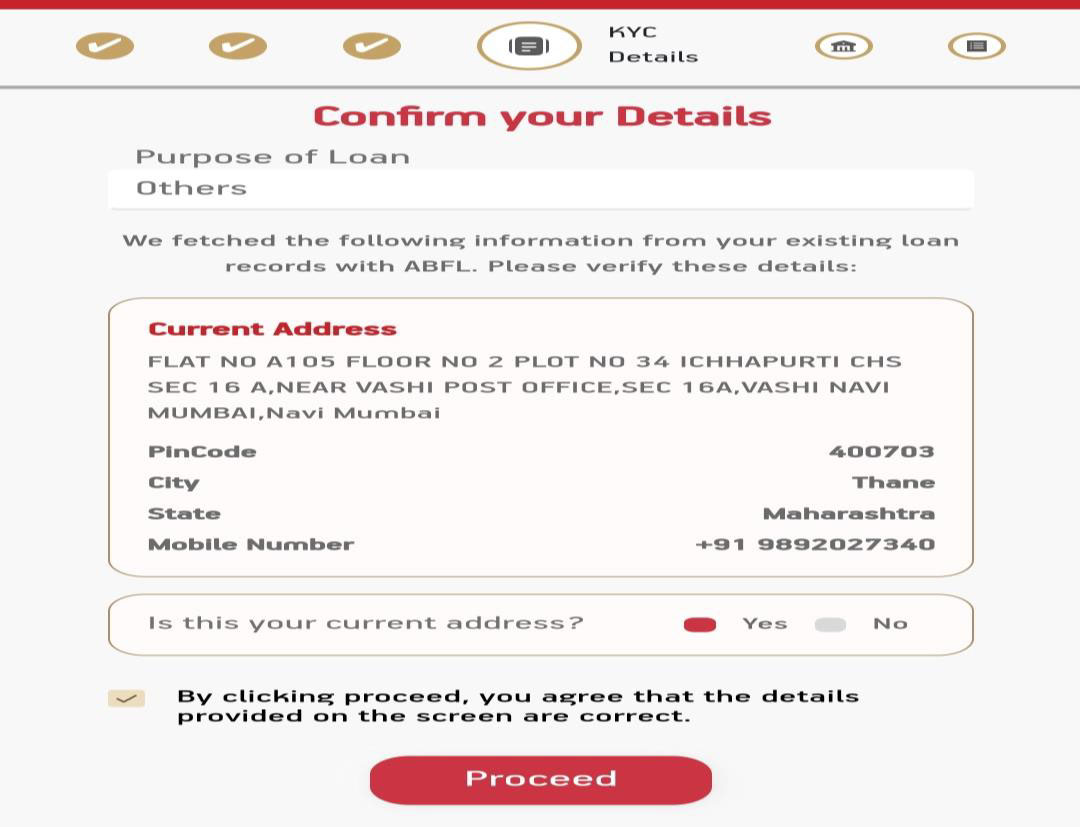 KYC
Details
Confirm your Details
Purpose of Loan
Others
We fetched the following information from your existing loan
records with ABFL. Please verify these details:
Current Address
FLAT NO A105 FLOOR NO 2 PLOT NO 34 ICHHAPURTI CHS
SEC 16 A,NEAR VASHI POST OFFICE,SEC 16A,VASHI NAVI
MUMBAI,Navi Mumbai
PinCode 400703
City Thane
State Maharashtra
Mobile Number +91 9892027340
Is this your current address? Yes No
By clicking proceed, you agree that the details
provided on the screen are correct.
Proceed